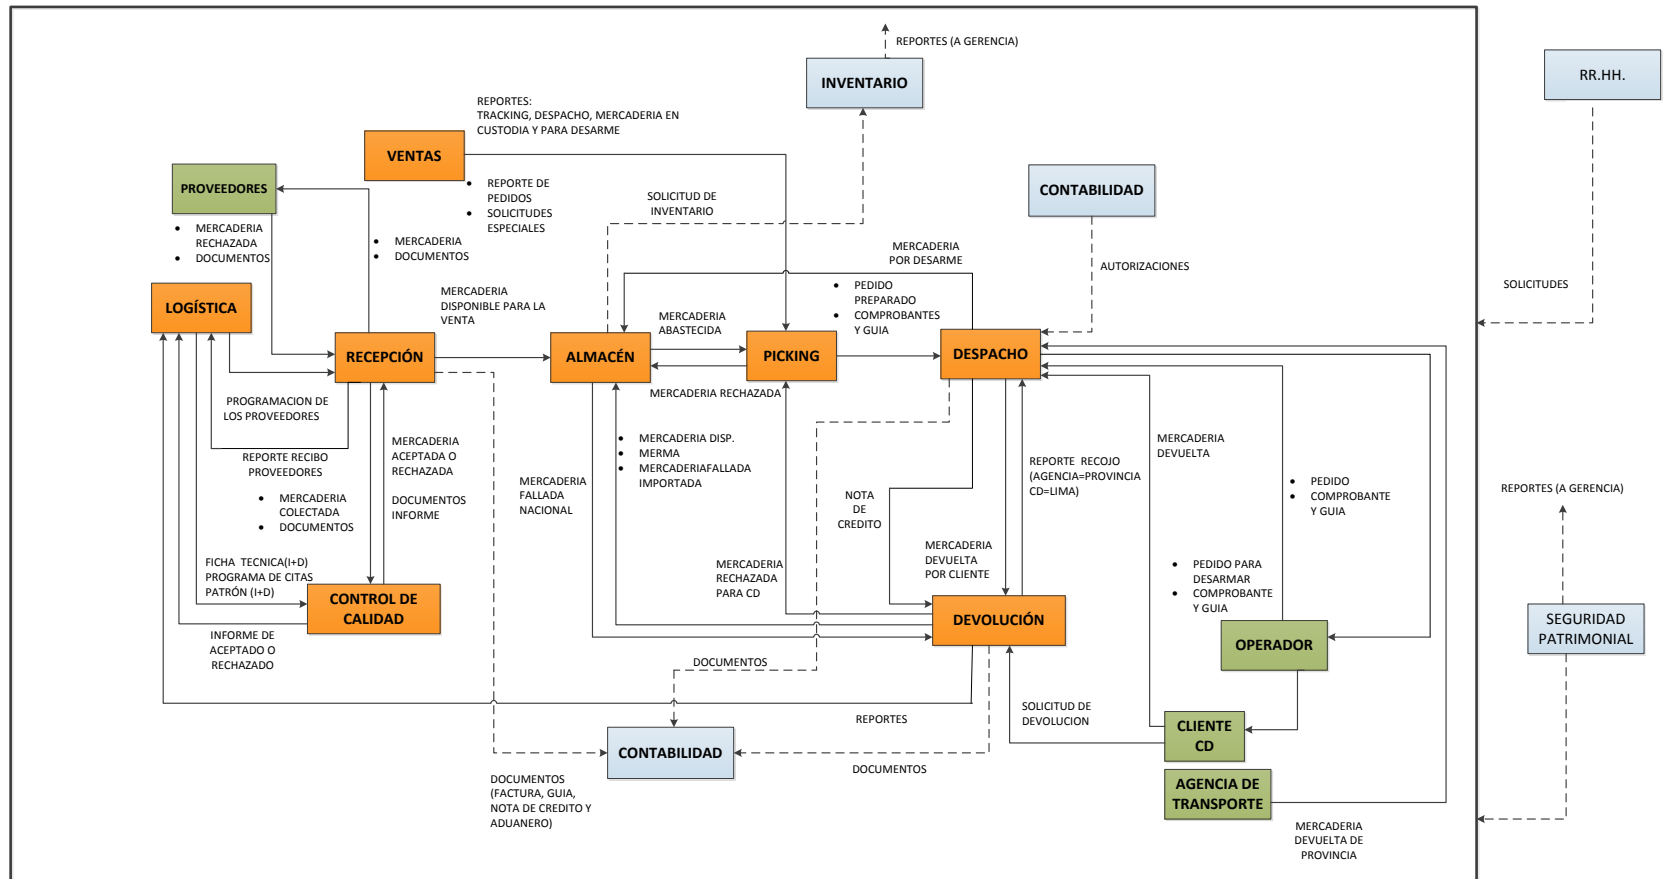 REPORTES (A GERENCIA)
INVENTARIO
RR.HH.
REPORTES:
TRACKING, DESPACHO, MERCADERIA EN
CUSTODIA Y PARA DESARME
VENTAS
PROVEEDORES
• REPORTE DE
PEDIDOS
• SOLICITUDES
ESPECIALES
SOLICITUD DE
INVENTARIO
CONTABILIDAD
• MERCADERIA
RECHAZADA
• DOCUMENTOS
• MERCADERIA
• DOCUMENTOS
MERCADERIA
POR DESARME
AUTORIZACIONES
SOLICITUDES
LOGÍSTICA
MERCADERIA
DISPONIBLE PARA LA
VENTA
MERCADERIA
ABASTECIDA
• PEDIDO
PREPARADO
• COMPROBANTES
Y GUIA
RECEPCIÓN
ALMACÉN
PICKING
DESPACHO
PROGRAMACION DE
LOS PROVEEDORES
MERCADERIA RECHAZADA
REPORTE RECIBO
PROVEEDORES
MERCADERIA
ACEPTADA O
RECHAZADA
DOCUMENTOS
INFORME
• MERCADERIA
COLECTADA
• DOCUMENTOS
MERCADERIA
FALLADA
NACIONAL
• MERCADERIA DISP.
• MERMA
• MERCADERIAFALLADA
IMPORTADA
NOTA
DE
CREDITO
REPORTE RECOJO
(AGENCIA=PROVINCIA
CD=LIMA)
MERCADERIA
DEVUELTA
• PEDIDO
• COMPROBANTE
Y GUIA
REPORTES (A GERENCIA)
FICHA TECNICA(I+D)
PROGRAMA DE CITAS
PATRÓN (I+D)
MERCADERIA
RECHAZADA
PARA CD
MERCADERIA
DEVUELTA
POR CLIENTE
• PEDIDO PARA
DESARMAR
• COMPROBANTE
Y GUIA
CONTROL DE
CALIDAD
DEVOLUCIÓN
OPERADOR
SEGURIDAD
PATRIMONIAL
INFORME DE
ACEPTADO O
RECHAZADO
DOCUMENTOS
REPORTES
SOLICITUD DE
DEVOLUCION
CLIENTE
CD
CONTABILIDAD
DOCUMENTOS
DOCUMENTOS
(FACTURA, GUIA,
NOTA DE CREDITO Y
ADUANERO)
AGENCIA DE
TRANSPORTE
MERCADERIA
DEVUELTA DE
PROVINCIA